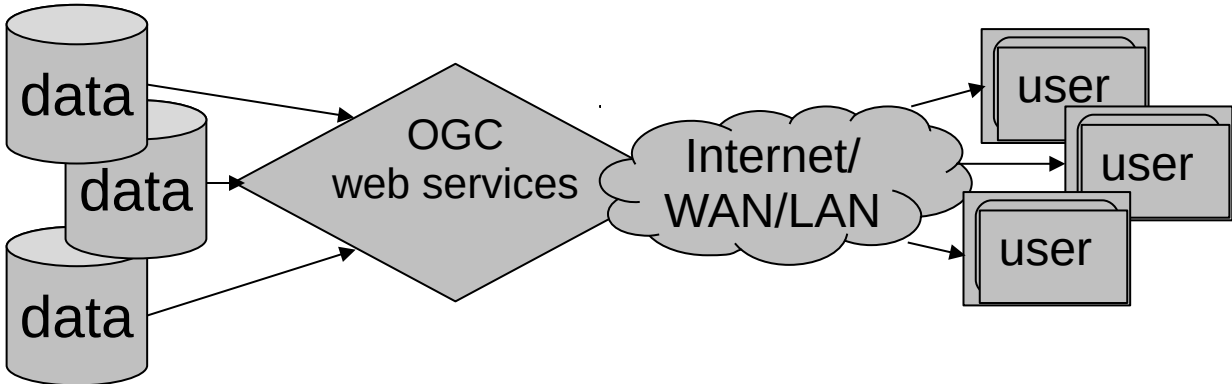 data
data
data
OGC
web services
Internet/
WAN/LAN
user
user
user